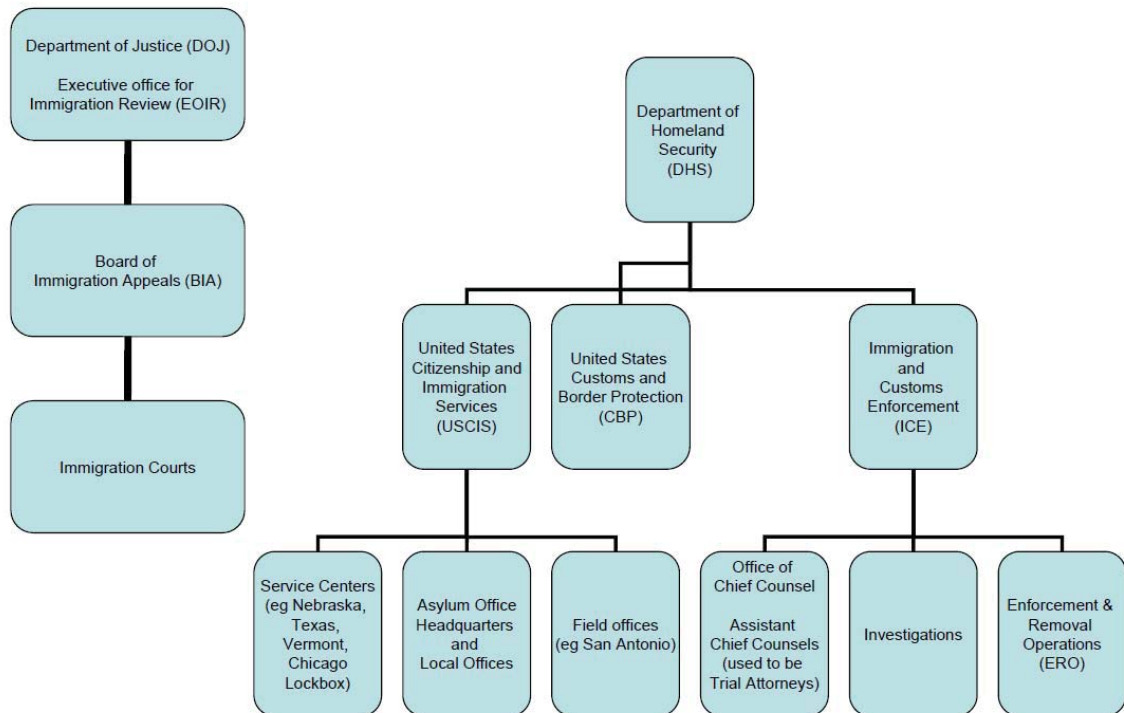 Department of Justice (DOJ)
Executive office for
Immigration Review (EOIR)
Board of
Immigration Appeals (BIA)
Immigration Courts
Department of
Homeland
Security
(DHS)
United States
Citizenship and
Immigration
Services
(USCIS)
United States
Customs and
Border Protection
(CBP)
Immigration
and
Customs
Enforcement
(ICE)
Service Centers
(eg Nebraska,
Texas,
Vermont,
Chicago
Lockbox)
Asylum Office
Headquarters
and
Local Offices
Field offices
(eg San Antonio)
Office of
Chief Counsel
Assistant
Chief Counsels
(used to be
Trial Attorneys)
Investigations
Enforcement &
Removal
Operations
(ERO)